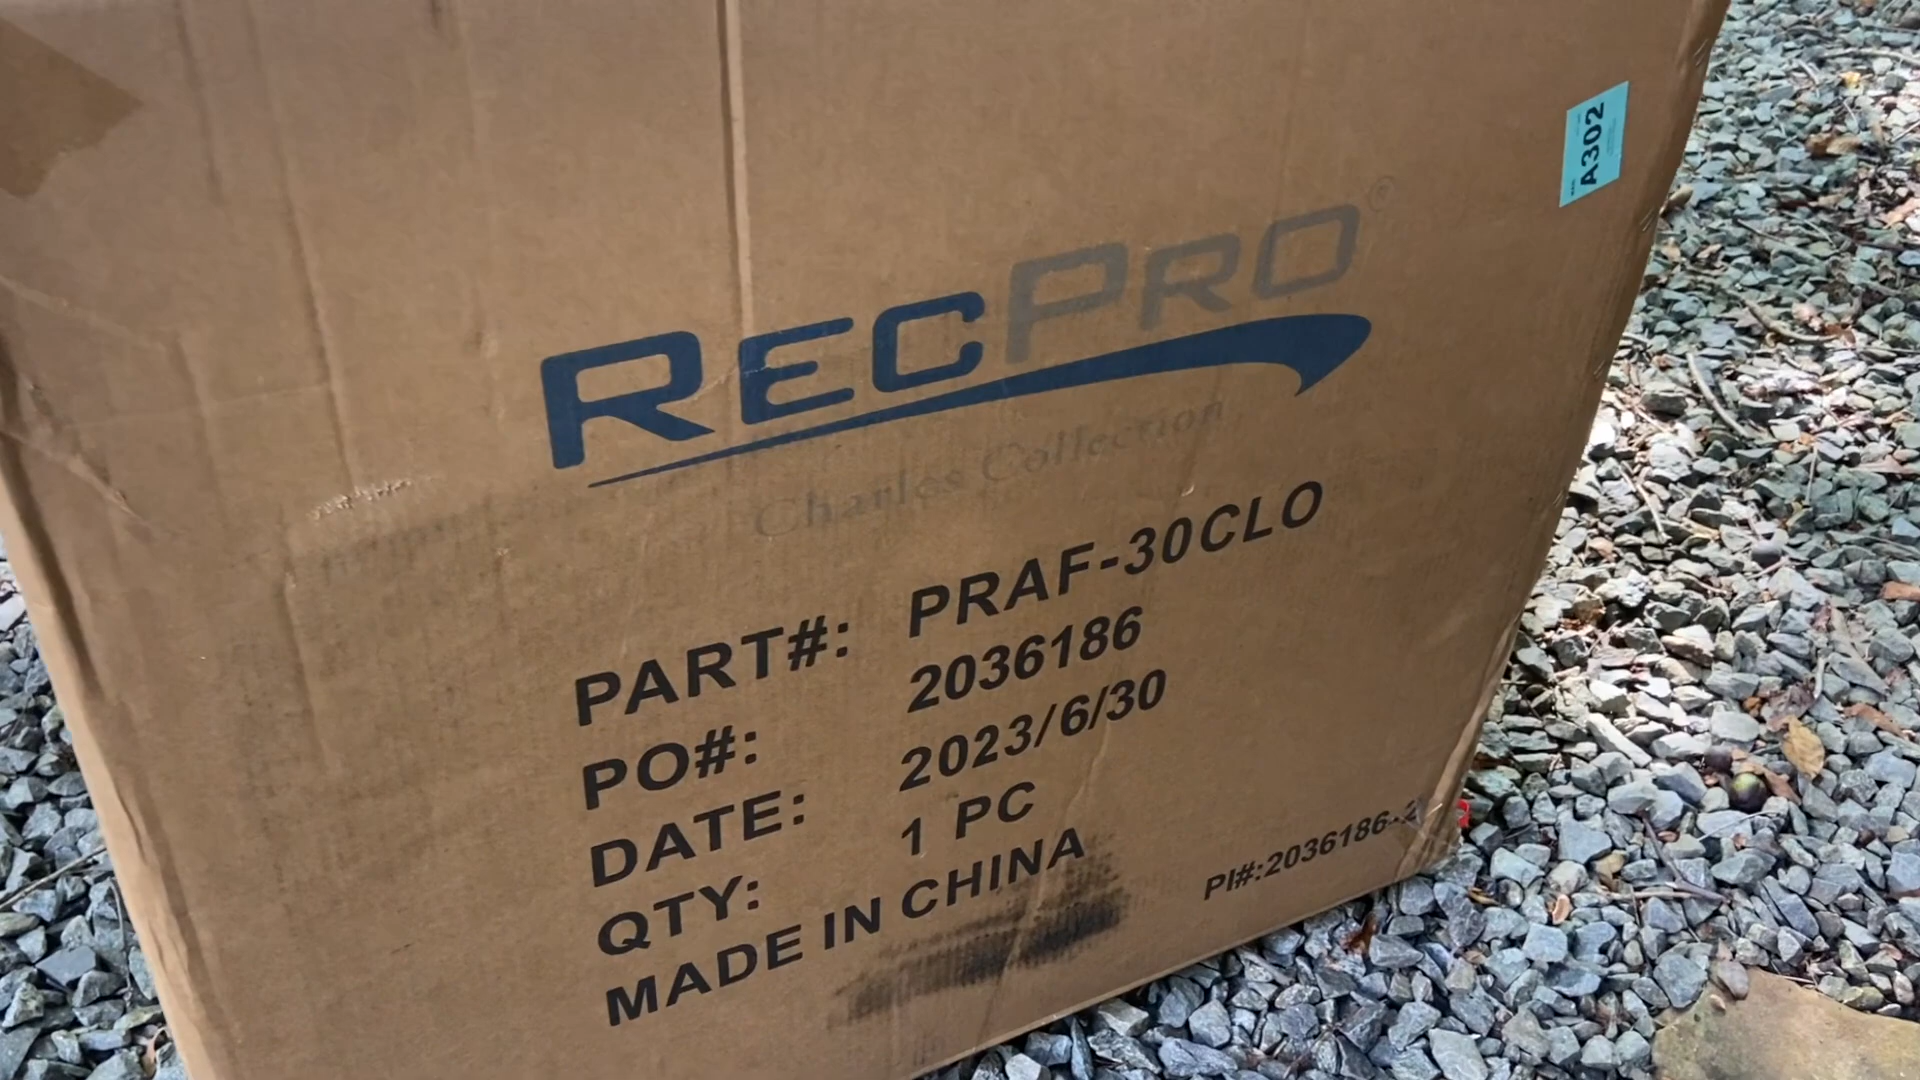 A302
RECPRO®
Charles Collection
PART#: PRAF-30CLO
PO#: 2036186
DATE: 2023/6/30
QTY: 1 PC
MADE IN CHINA
PI#:2036186-2